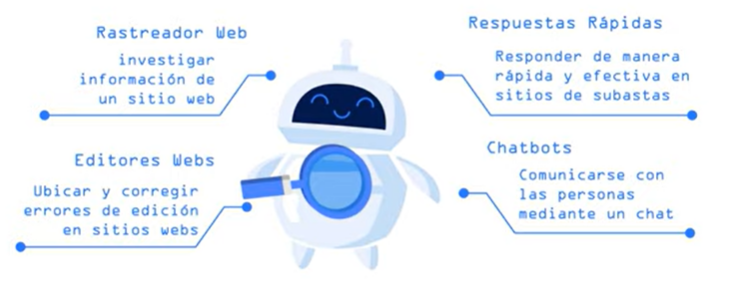 Rastreador Web
investigar
información de
un sitio web
Respuestas Rápidas
Responder de manera
rápida y efectiva en
sitios de subastas
Editores Webs
Ubicar y corregir
errores de edición
en sitios webs
Chatbots
Comunicarse con
las personas
mediante un chat